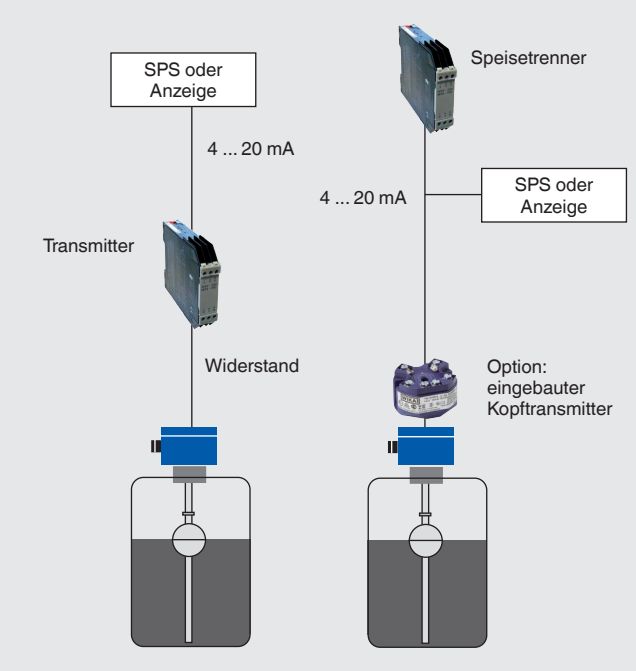 SPS oder
Anzeige
4 ... 20 mA
Transmitter
Widerstand
Speisetrenner
4 ... 20 mA
SPS oder
Anzeige
Option:
eingebauter
Kopftransmitter